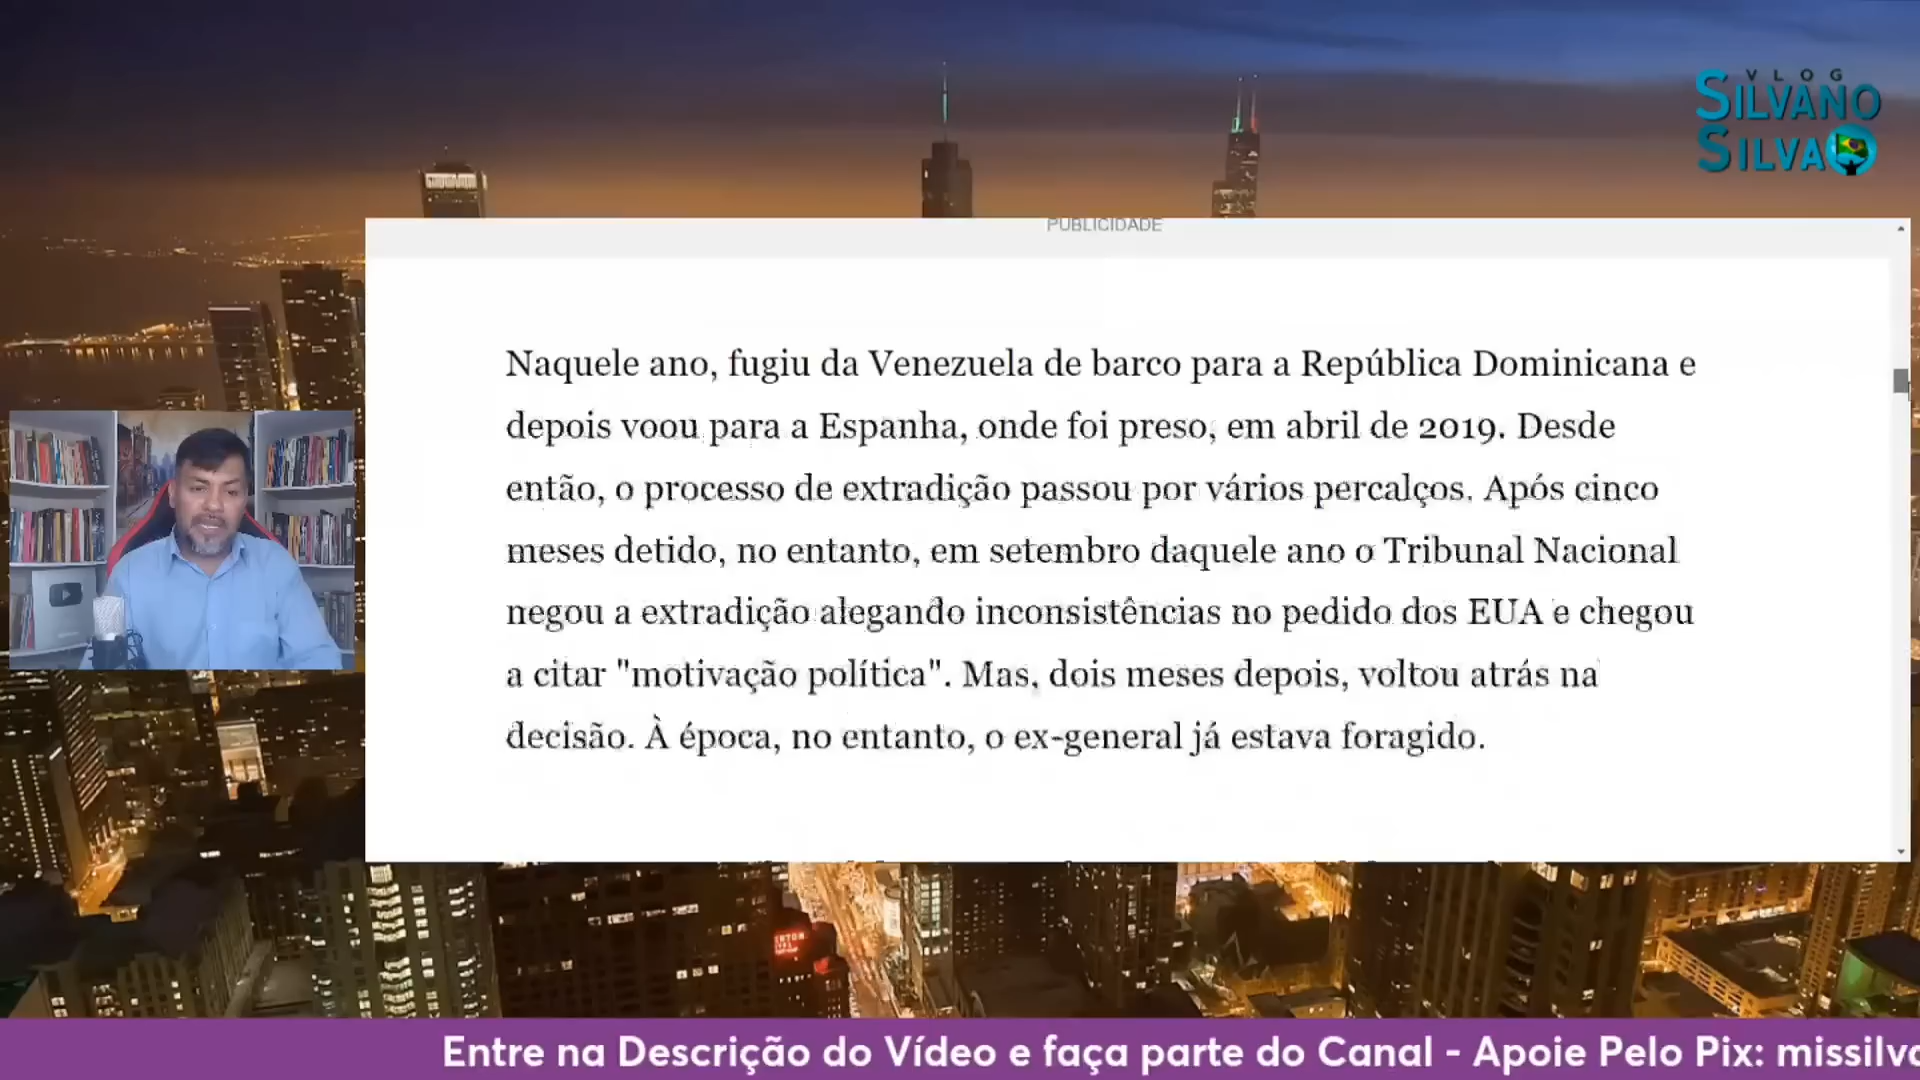 VLOG
SILVANO
SILVA
PUBLICIDADE
Naquele ano, fugiu da Venezuela de barco para a República Dominicana e
depois voou para a Espanha, onde foi preso, em abril de 2019. Desde
então, o processo de extradição passou por vários percalços. Após cinco
meses detido, no entanto, em setembro daquele ano o Tribunal Nacional
negou a extradição alegando inconsistências no pedido dos EUA e chegou
a citar "motivação política". Mas, dois meses depois, voltou atrás na
decisão. À época, no entanto, o ex-general já estava foragido.
Entre na Descrição do Vídeo e faça parte do Canal - Apoie Pelo Pix: